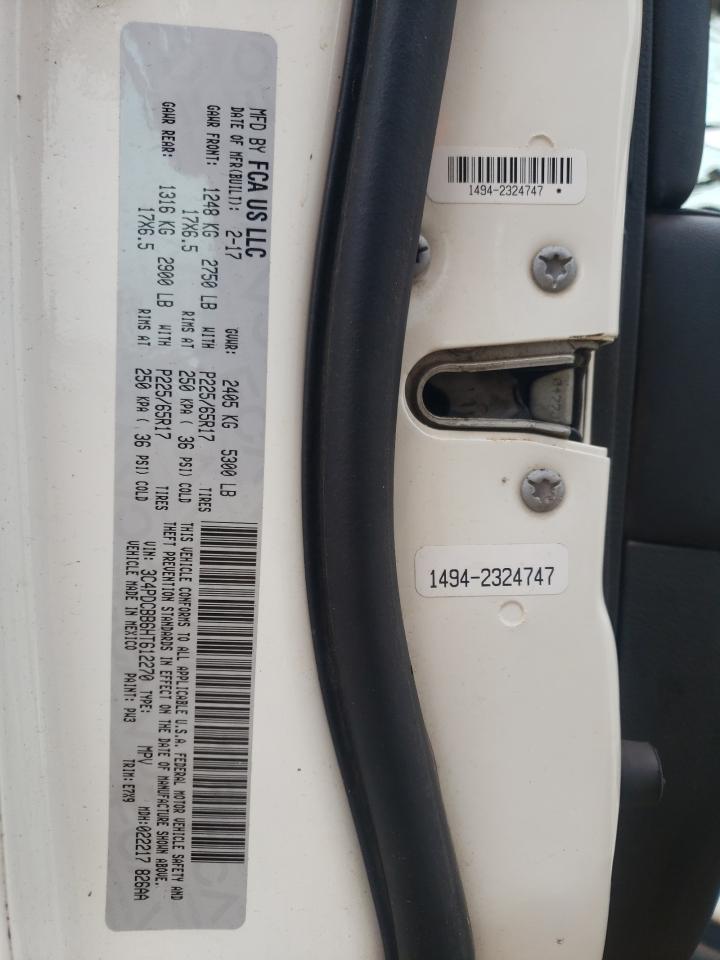 MFD BY FCA US LLC
DATE OF MFR(BUILT): 2-17 GVWR: 2405 KG 5300 LB
GAWR FRONT: 1248 KG 2750 LB WITH P225/65R17 TIRES
17X6.5 RIMS AT 250 KPA ( 36 PSI) COLD
GAWR REAR: 1316 KG 2900 LB WITH P225/65R17 TIRES
17X6.5 RIMS AT 250 KPA ( 36 PSI) COLD
THIS VEHICLE CONFORMS TO ALL APPLICABLE U.S.A. FEDERAL MOTOR VEHICLE SAFETY AND
THEFT PREVENTION STANDARDS IN EFFECT ON THE DATE OF MANUFACTURE SHOWN ABOVE.
VIN: 3C4PDCBB6HT612270 TYPE: MPV MDH:022217 826AA
VEHICLE MADE IN MEXICO PAINT: PW3 TRIM:E7X9
1494-2324747 *
1494-2324747